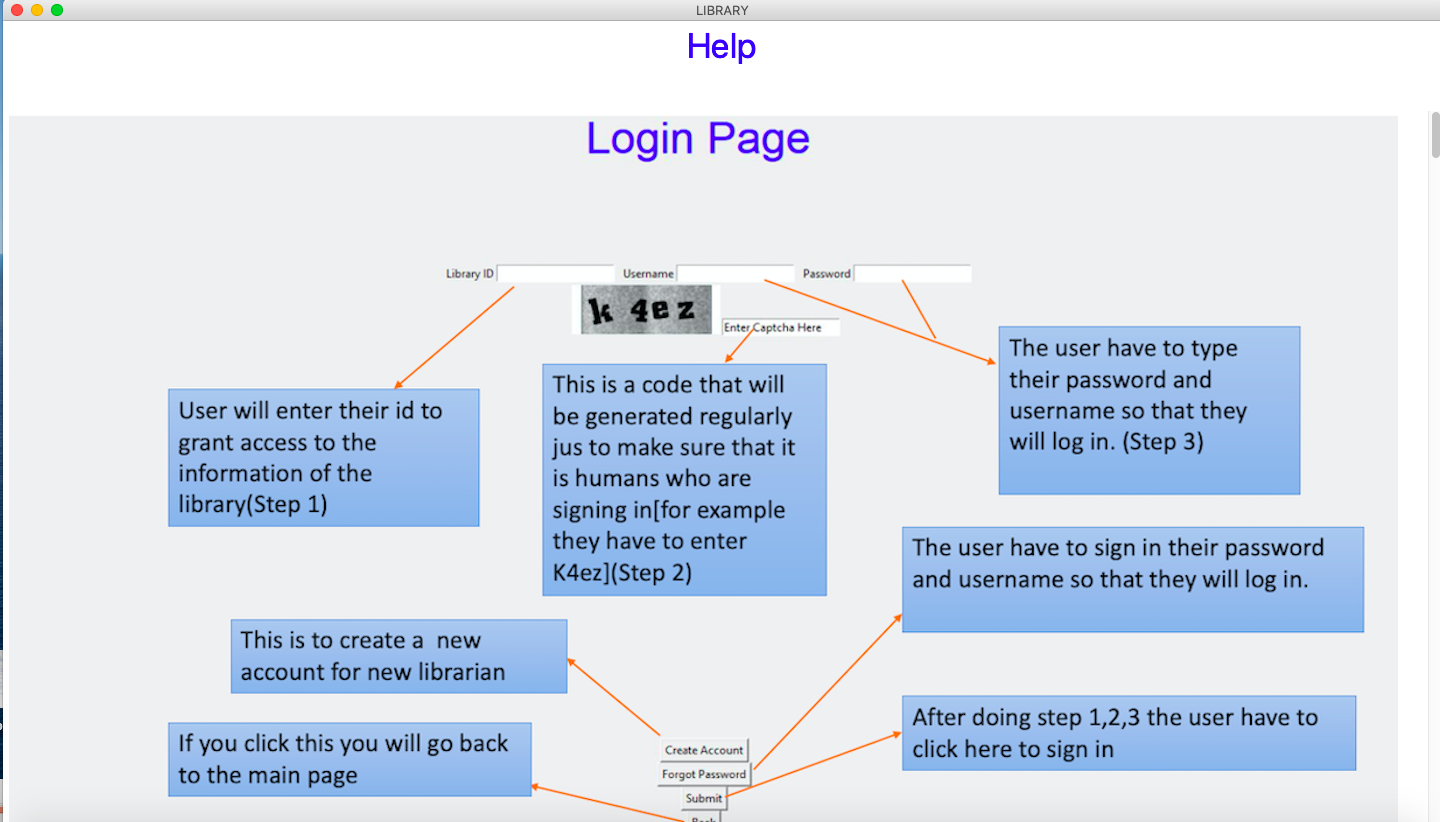 LIBRARY
Help
Login Page
Library ID
Username
Password
k 4ez
Enter Captcha Here
The user have to type
their password and
username so that they
will log in. (Step 3)
This is a code that will
be generated regularly
jus to make sure that it
is humans who are
signing in[for example
they have to enter
K4ez](Step 2)
User will enter their id to
grant access to the
information of the
library(Step 1)
The user have to sign in their password
and username so that they will log in.
This is to create a  new
account for new librarian
After doing step 1,2,3 the user have to
click here to sign in
If you click this you will go back
to the main page
Create Account
Forgot Password
Submit
Back